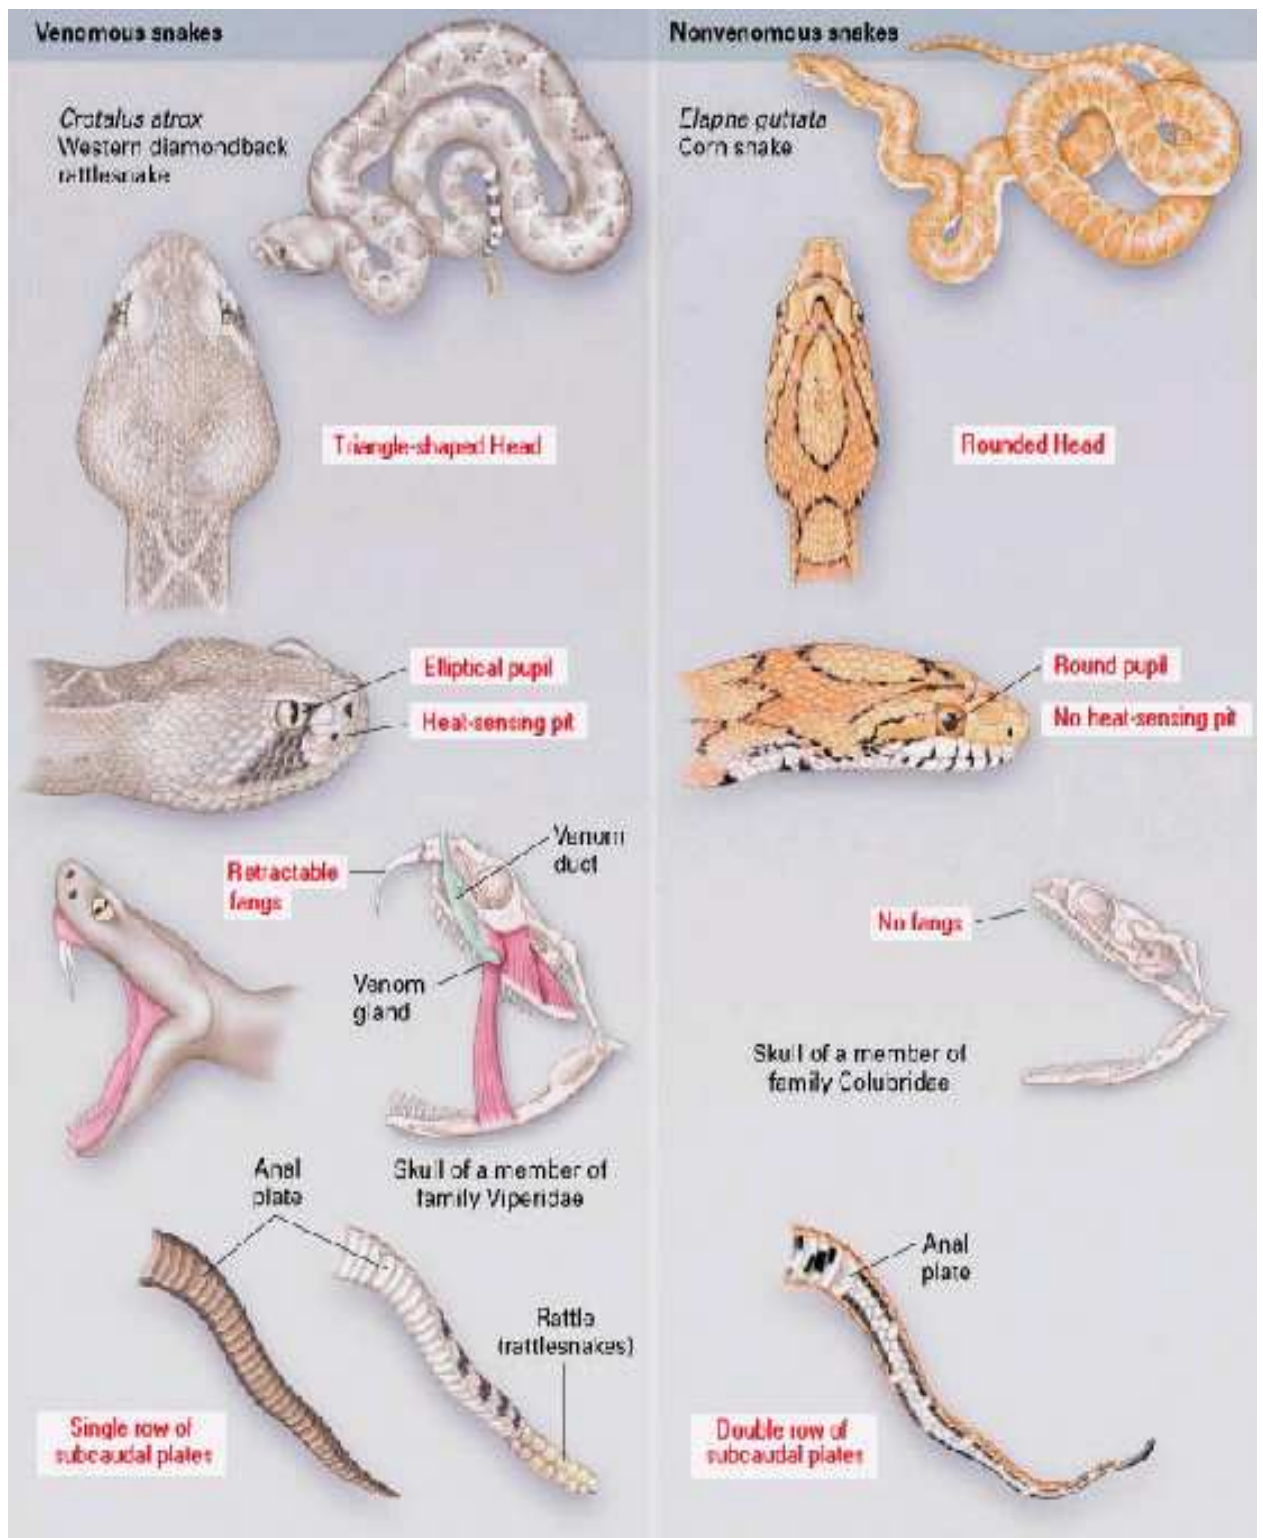 Venomous snakes
Crotalus atrox
Western diamondback
rattlesnake
Triangle-shaped Head
Elliptical pupil
Heat-sensing pit
Retractable
fangs
Venom
duct
Venom
gland
Skull of a member of
family Viperidae
Anal
plate
Rattle
(rattlesnakes)
Single row of
subcaudal plates
Nonvenomous snakes
Elapne guttata
Corn snake
Rounded Head
Round pupil
No heat-sensing pit
No fangs
Skull of a member of
family Colubridae
Anal
plate
Double row of
subcaudal plates